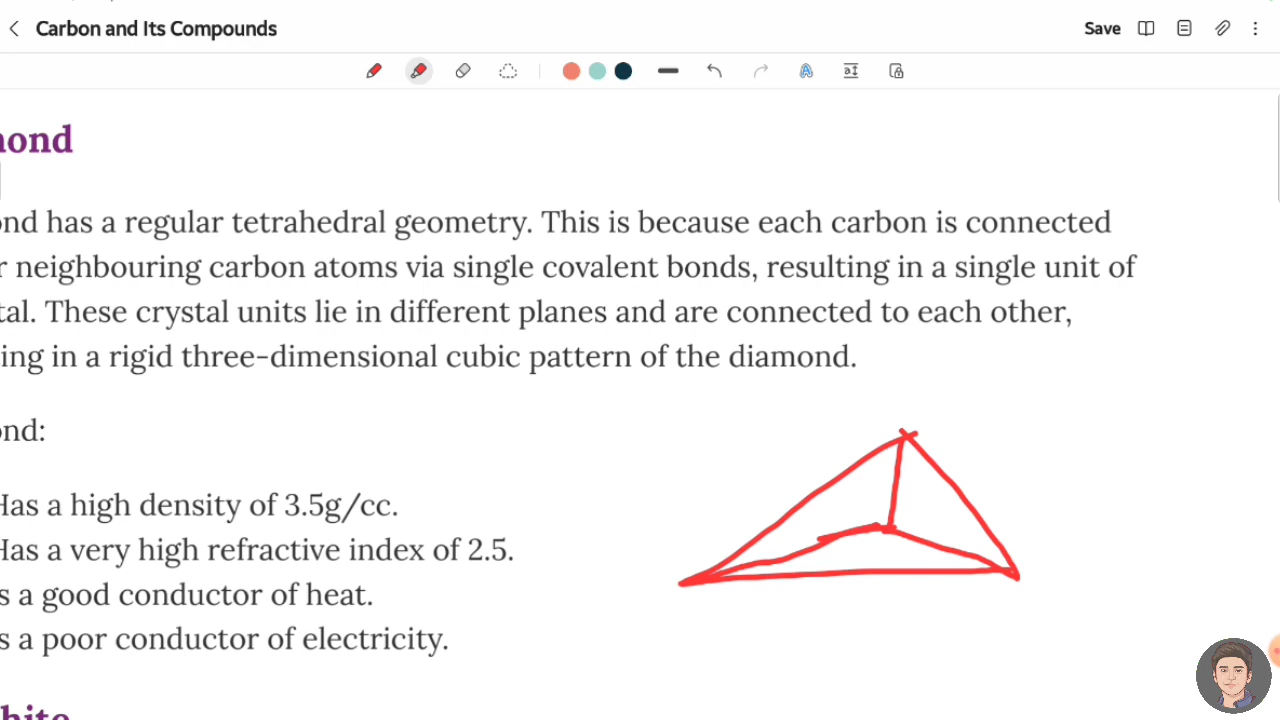 Carbon and Its Compounds
Save
ond has a regular tetrahedral geometry. This is because each carbon is connected
r neighbouring carbon atoms via single covalent bonds, resulting in a single unit of
tal. These crystal units lie in different planes and are connected to each other,
ing in a rigid three-dimensional cubic pattern of the diamond.
ond:
Has a high density of 3.5g/cc.
Has a very high refractive index of 2.5.
s a good conductor of heat.
s a poor conductor of electricity.